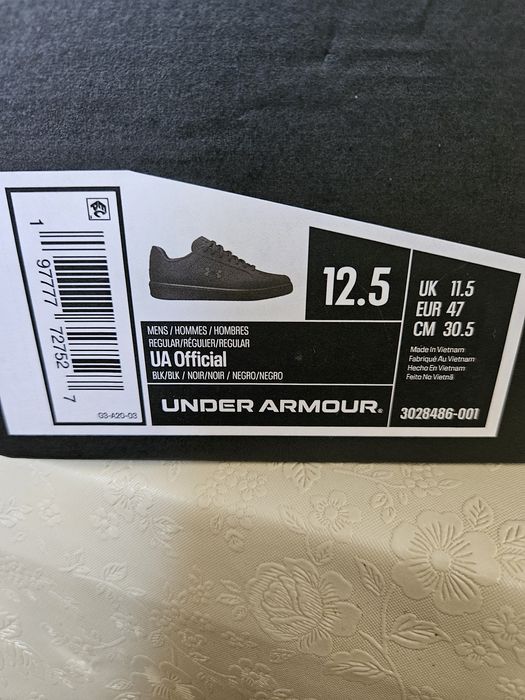 1 97777 72752 7
03-A20-03
12.5
UK 11.5
EUR 47
CM 30.5
MENS / HOMMES / HOMBRES
REGULAR/RÉGULIER/REGULAR
UA Official
BLK/BLK / NOIR/NOIR / NEGRO/NEGRO
Made In Vietnam
Fabriqué Au Vietnam
Hecho En Vietnam
Feito No Vietnã
UNDER ARMOUR®
3028486-001